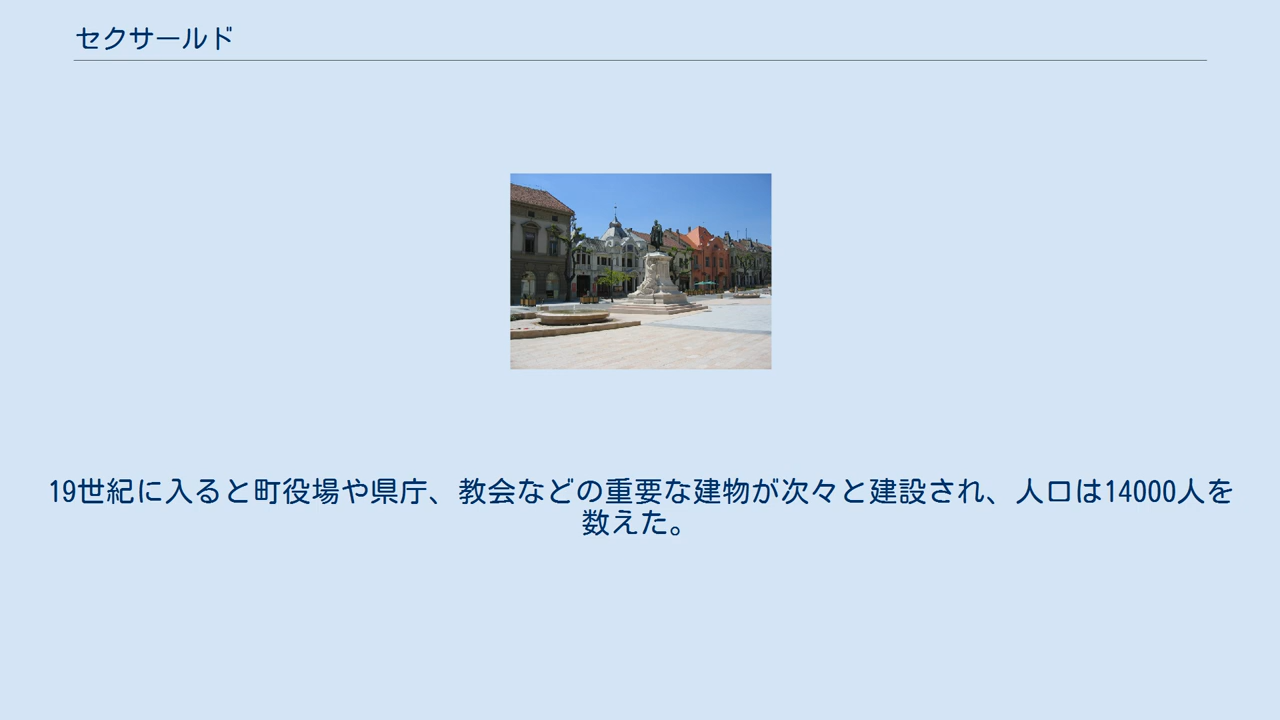 セクサールド
19世紀に入ると町役場や県庁、教会などの重要な建物が次々と建設され、人口は14000人を
数えた。